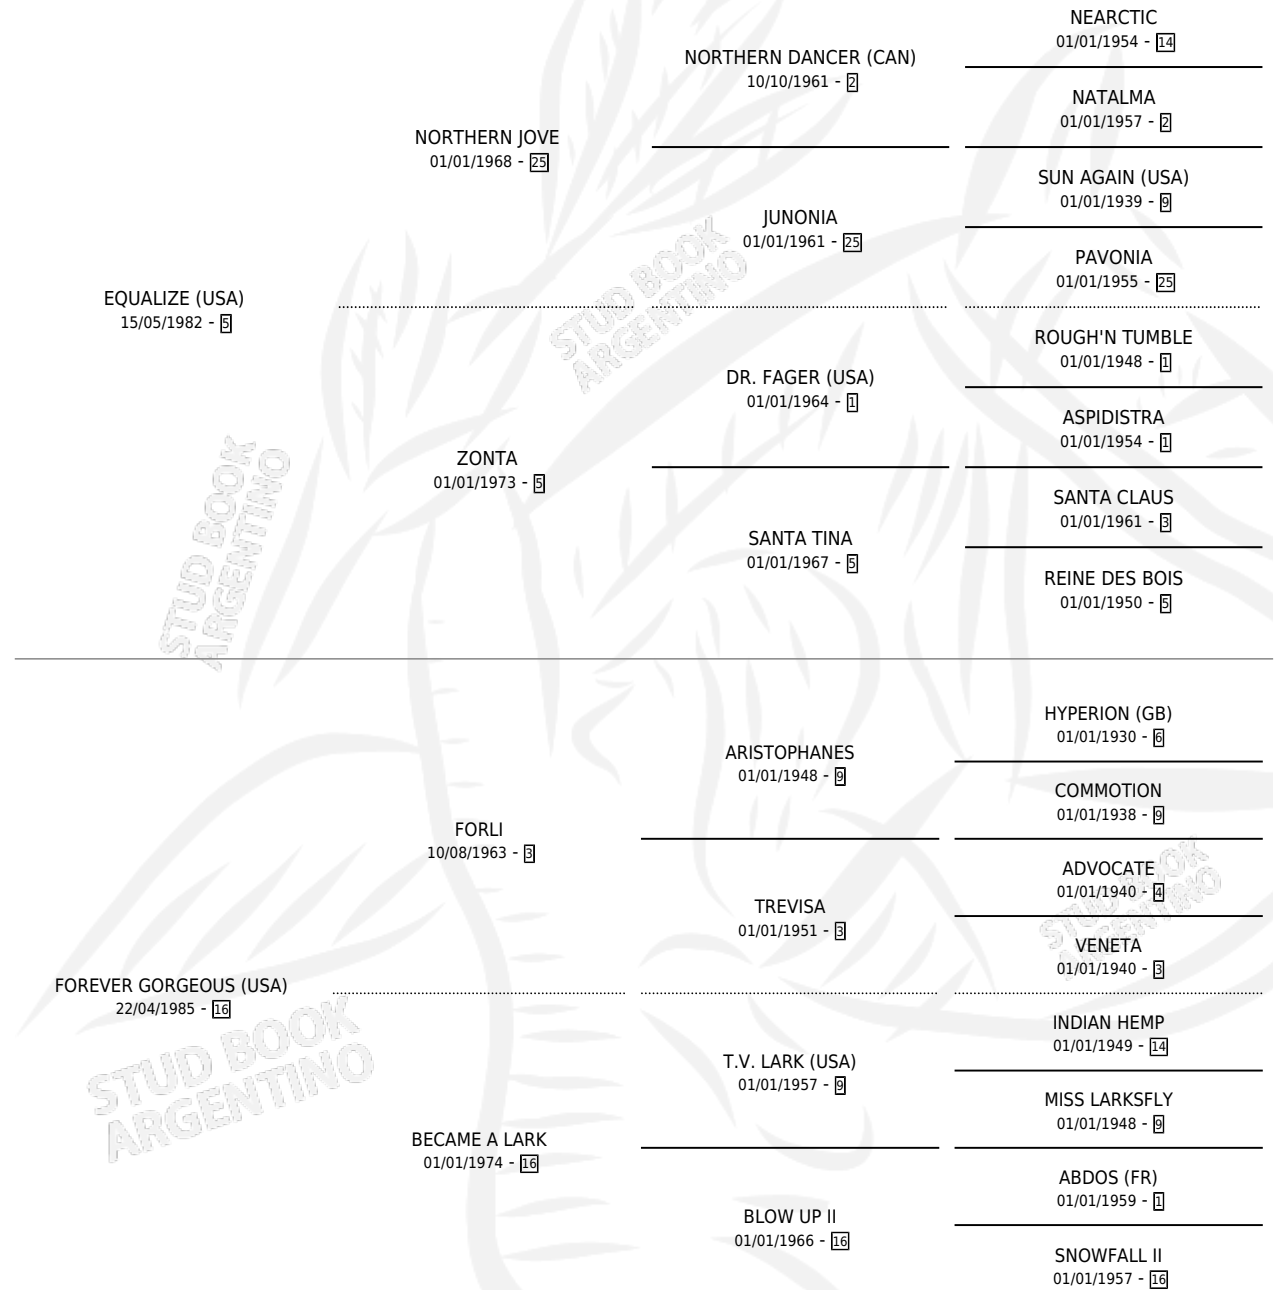 EQUALIZE (USA)
15/05/1982 - 5
NORTHERN JOVE
01/01/1968 - 25
ZONTA
01/01/1973 - 5
NORTHERN DANCER (CAN)
10/10/1961 - 2
JUNONIA
01/01/1961 - 25
DR. FAGER (USA)
01/01/1964 - 1
SANTA TINA
01/01/1967 - 5
NEARCTIC
01/01/1954 - 14
NATALMA
01/01/1957 - 2
SUN AGAIN (USA)
01/01/1939 - 9
PAVONIA
01/01/1955 - 25
ROUGH'N TUMBLE
01/01/1948 - 1
ASPIDISTRA
01/01/1954 - 1
SANTA CLAUS
01/01/1961 - 3
REINE DES BOIS
01/01/1950 - 5
FOREVER GORGEOUS (USA)
22/04/1985 - 16
FORLI
10/08/1963 - 3
BECAME A LARK
01/01/1974 - 16
ARISTOPHANES
01/01/1948 - 9
TREVISA
01/01/1951 - 3
T.V. LARK (USA)
01/01/1957 - 9
BLOW UP II
01/01/1966 - 16
HYPERION (GB)
01/01/1930 - 6
COMMOTION
01/01/1938 - 9
ADVOCATE
01/01/1940 - 4
VENETA
01/01/1940 - 3
INDIAN HEMP
01/01/1949 - 14
MISS LARKSFLY
01/01/1948 - 9
ABDOS (FR)
01/01/1959 - 1
SNOWFALL II
01/01/1957 - 16
STUD BOOK
ARGENTINO
STUD BOOK
ARGENTINO
STUD BOOK
ARGENTINO
STUD BOOK
ARGENTINO